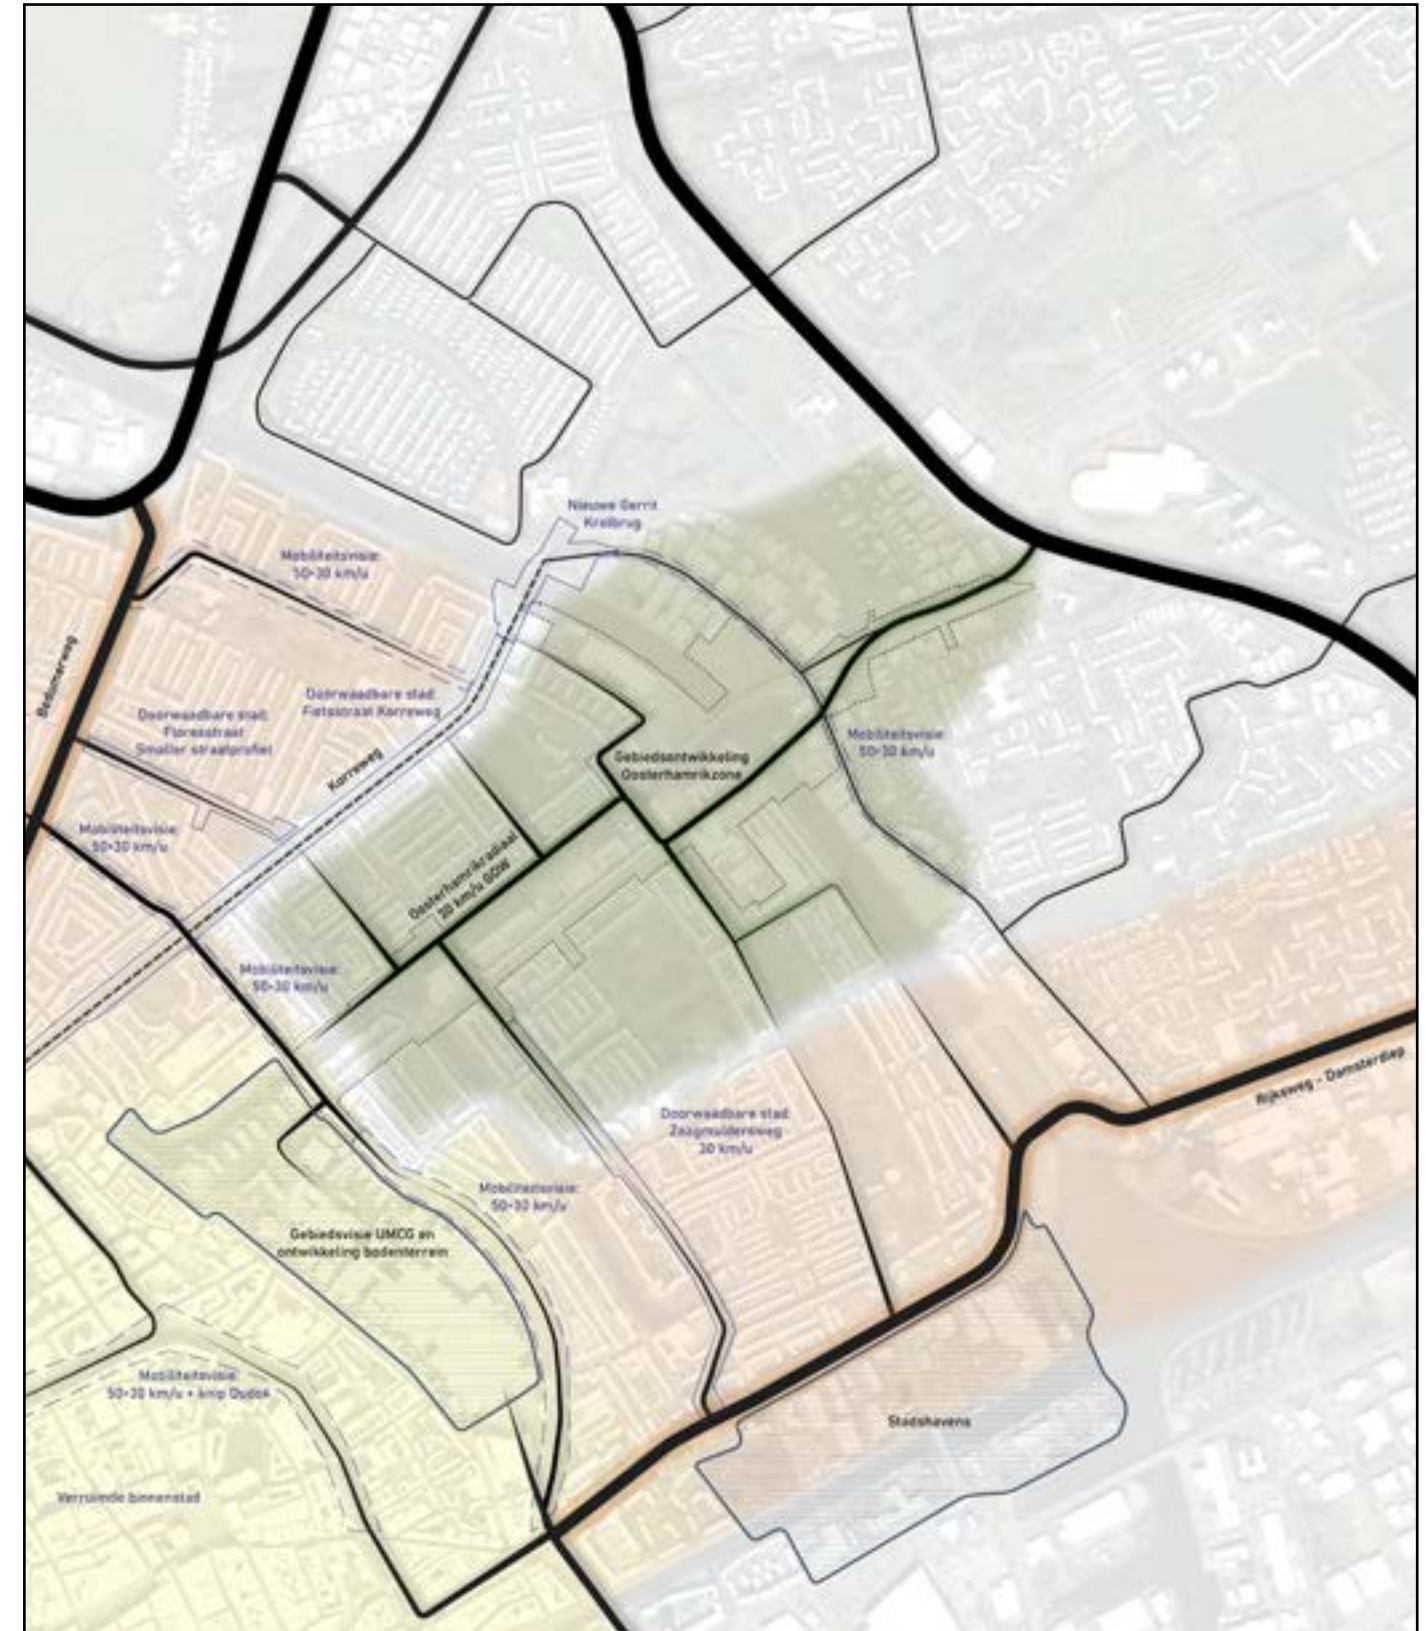 Nieuwe Gerrit
Krolbrug
Mobiliteitsvisie:
50>30 km/u
Bedumerweg
Doorwaadbare stad:
Fietsstraat Korreweg
Doorwaadbare stad:
Floresstraat
Smaller straatprofiel
Korreweg
Mobiliteitsvisie:
50>30 km/u
Gebiedsontwikkeling
Oosterhamrikzone
Mobiliteitsvisie:
50>30 km/u
Oosterhamrikradiaal
30 km/u GOW
Mobiliteitsvisie:
50>30 km/u
Rijksweg - Damsterdiep
Doorwaadbare stad:
Zaagmuldersweg
30 km/u
Mobiliteitsvisie:
50>30 km/u
Gebiedsvisie UMCG en
ontwikkeling bodenterrein
Mobiliteitsvisie:
50>30 km/u + knip Dudok
Stadshavens
Verruimde binnenstad